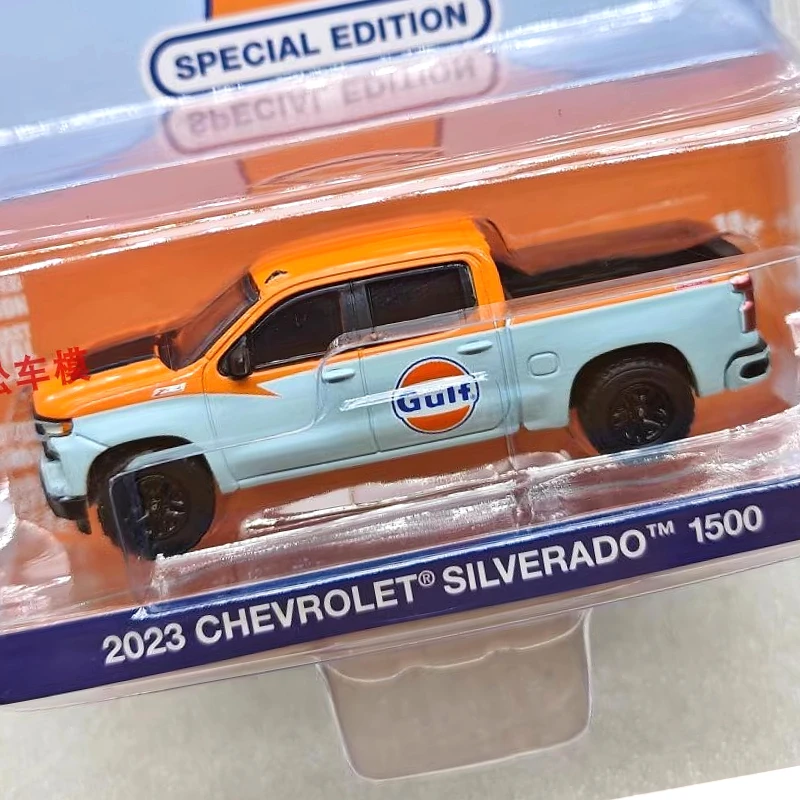 SPECIAL EDITION
车模
Gulf
2023 CHEVROLET® SILVERADO™ 1500